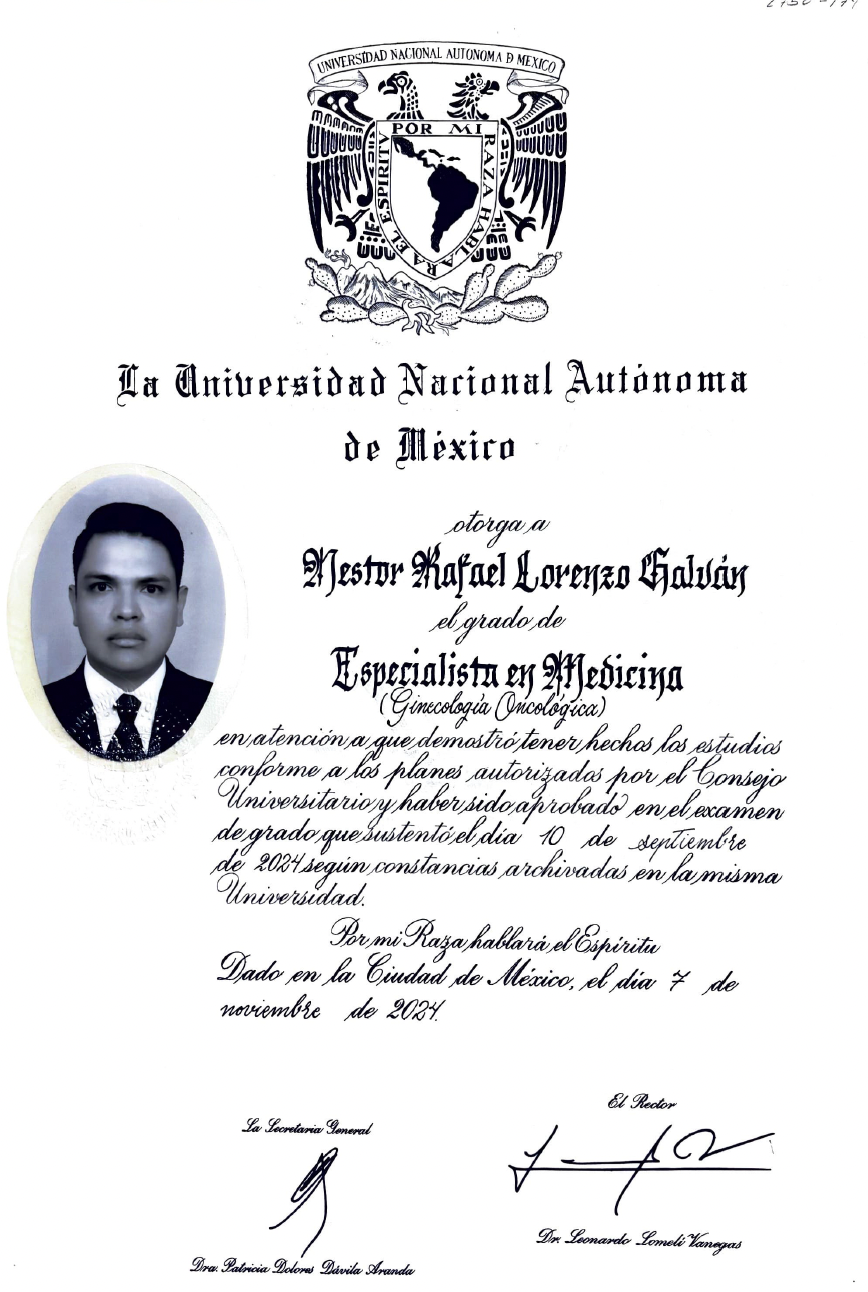 UNIVERSIDAD NACIONAL AUTONOMA D MEXICO
POR MI RAZA HABLARA EL ESPIRITU
La Universidad Nacional Autónoma
de México
otorga a
Nestor Rafael Lorenzo Galván
el grado de
Especialista en Medicina
(Ginecología Oncológica)
en atención a que demostró tener hechos los estudios
conforme a los planes autorizados por el Consejo
Universitario y haber sido aprobado en el examen
de grado que sustentó el día 10 de septiembre
de 2024 según constancias archivadas en la misma
Universidad.
Por mi Raza hablará el Espíritu
Dado en la Ciudad de México, el día 7 de
noviembre de 2024.
El Rector
La Secretaria General
Dr. Leonardo Lomelí Vanegas
Dra. Patricia Dolores Dávila Aranda